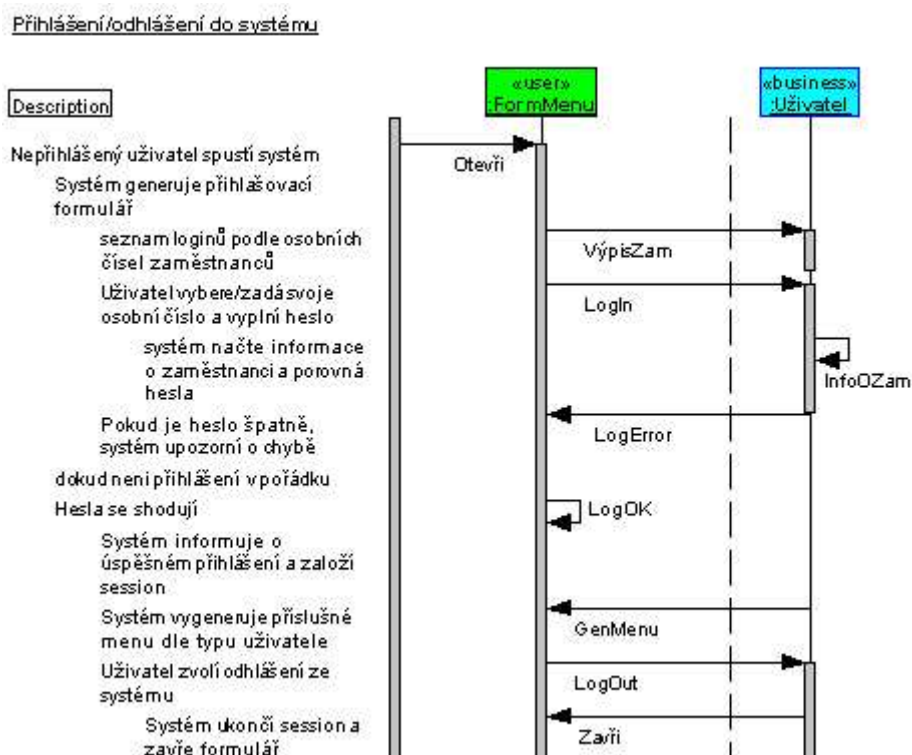 Přihlášení/odhlášení do systému
Description
«user»
:FormMenu
«business»
:Uživatel
Nepřihlášený uživatel spustí systém
Otevři
Systém generuje přihlašovací
formulář
seznam loginů podle osobních
čísel zaměstnanců
VýpisZam
Uživatel vybere/zadá svoje
osobní číslo a vyplní heslo
LogIn
systém načte informace
o zaměstnanci a porovná
hesla
InfoOZam
Pokud je heslo špatně,
systém upozorní o chybě
LogError
dokud neni přihlášení v pořádku
Hesla se shodují
LogOK
Systém informuje o
úspěšném přihlášení a založí
session
Systém vygeneruje příslušné
menu dle typu uživatele
GenMenu
Uživatel zvolí odhlášení ze
systému
LogOut
Systém ukončí session a
zavře formulář
Zavři